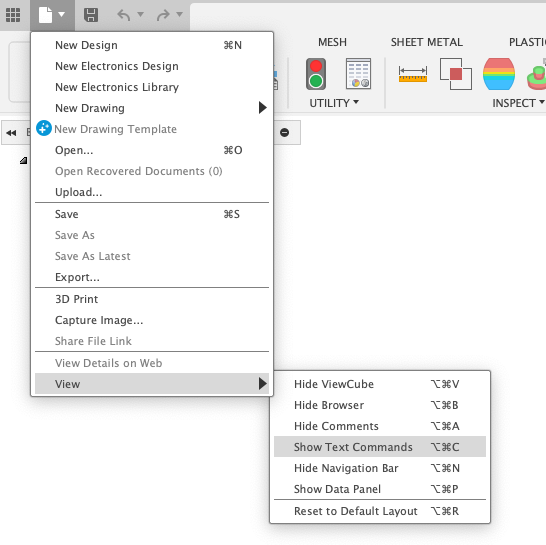 MESH
SHEET METAL
PLASTI
UTILITY
INSPECT
New Design ⌘N
New Electronics Design
New Electronics Library
New Drawing
New Drawing Template
Open... ⌘O
Open Recovered Documents (0)
Upload...
Save ⌘S
Save As
Save As Latest
Export...
3D Print
Capture Image...
Share File Link
View Details on Web
View
Hide ViewCube ⌥⌘V
Hide Browser ⌥⌘B
Hide Comments ⌥⌘A
Show Text Commands ⌥⌘C
Hide Navigation Bar ⌥⌘N
Show Data Panel ⌥⌘P
Reset to Default Layout ⌥⌘R